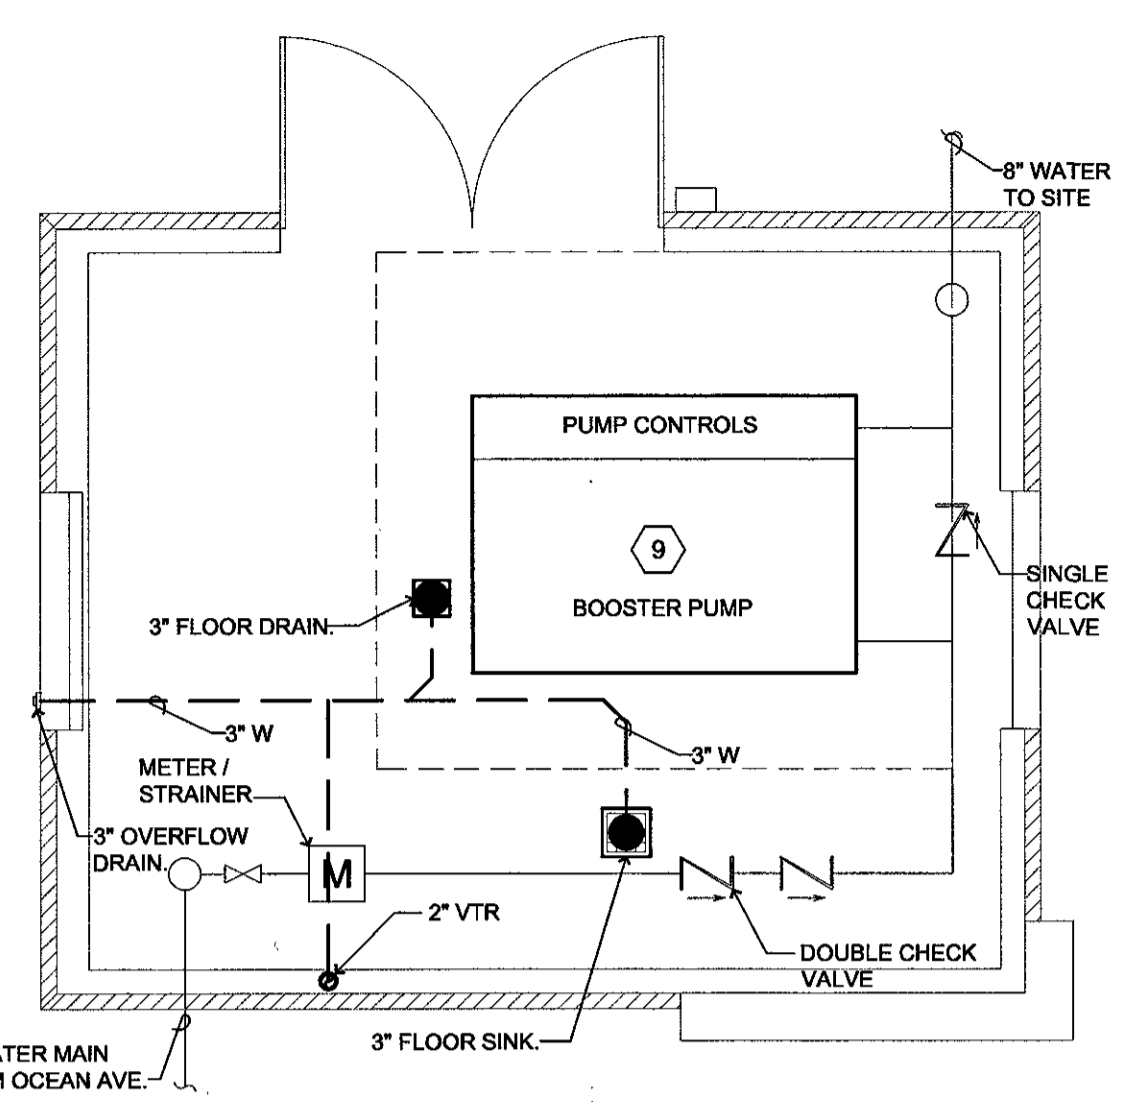 8" WATER
TO SITE
PUMP CONTROLS
9
BOOSTER PUMP
SINGLE
CHECK
VALVE
3" FLOOR DRAIN.
3" W
3" W
METER /
STRAINER
3" OVERFLOW
DRAIN.
M
2" VTR
DOUBLE CHECK
VALVE
3" FLOOR SINK.
MAIN
OCEAN AVE.